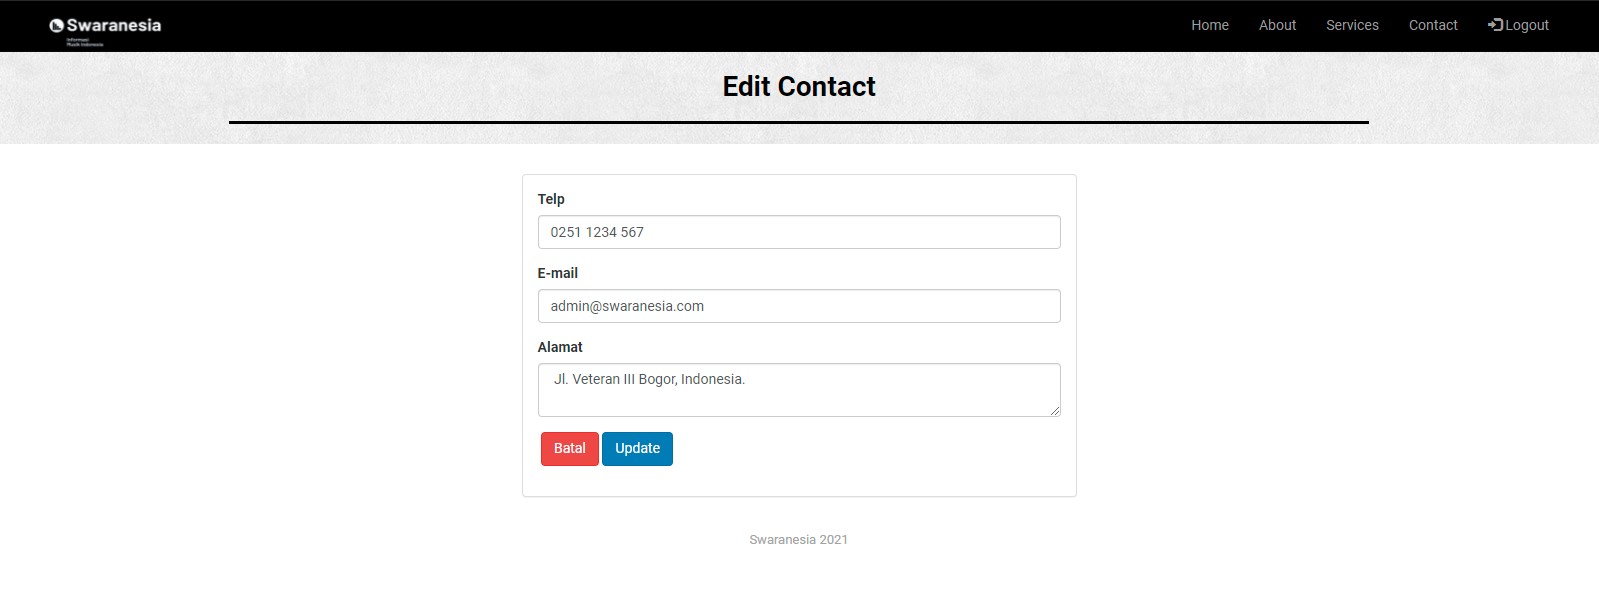 Swaranesia
Informasi
Musik Indonesia
Home About Services Contact Logout
Edit Contact
Telp
0251 1234 567
E-mail
admin@swaranesia.com
Alamat
Jl. Veteran III Bogor, Indonesia.
Batal Update
Swaranesia 2021